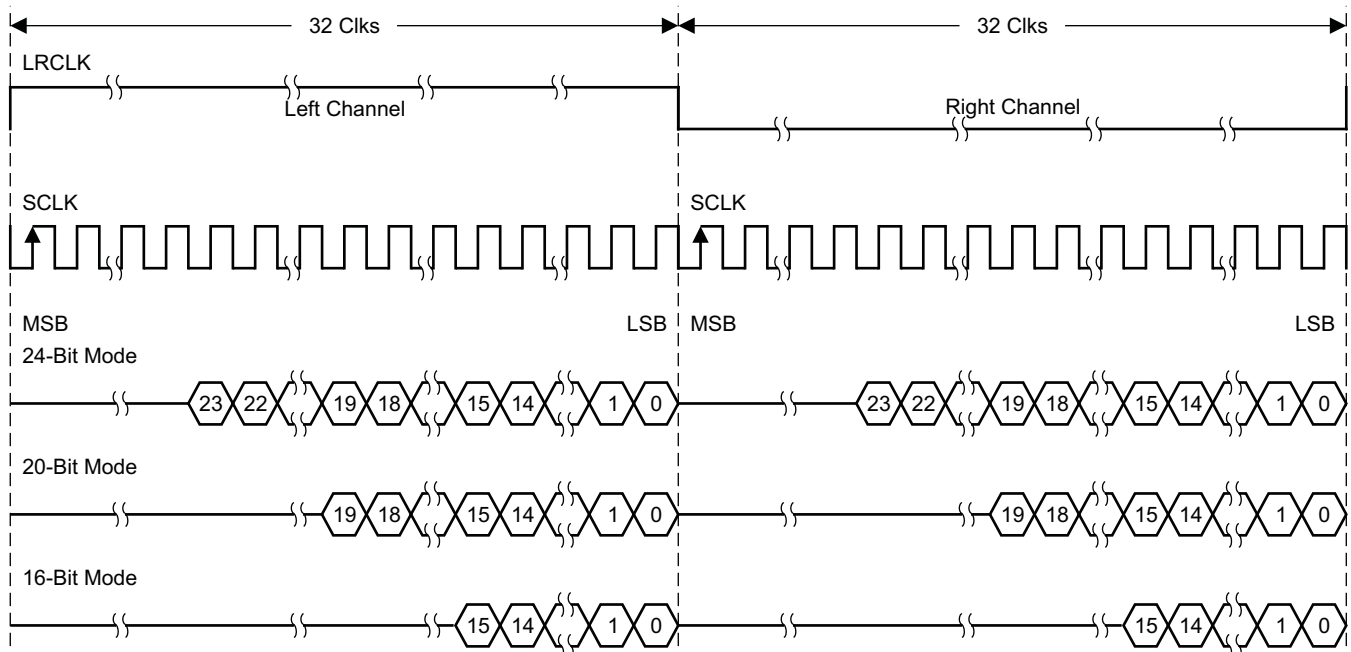 32 Clks 32 Clks
LRCLK
Left Channel Right Channel
SCLK SCLK
MSB LSB MSB LSB
24-Bit Mode
23 22 19 18 15 14 1 0 23 22 19 18 15 14 1 0
20-Bit Mode
19 18 15 14 1 0 19 18 15 14 1 0
16-Bit Mode
15 14 1 0 15 14 1 0